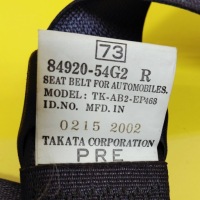 73
84920-54G2 R
SEAT BELT FOR AUTOMOBILES.
MODEL: TK-AB2-EP468
ID.NO. MFD. IN
0215 2002
TAKATA CORPORATION
PRE